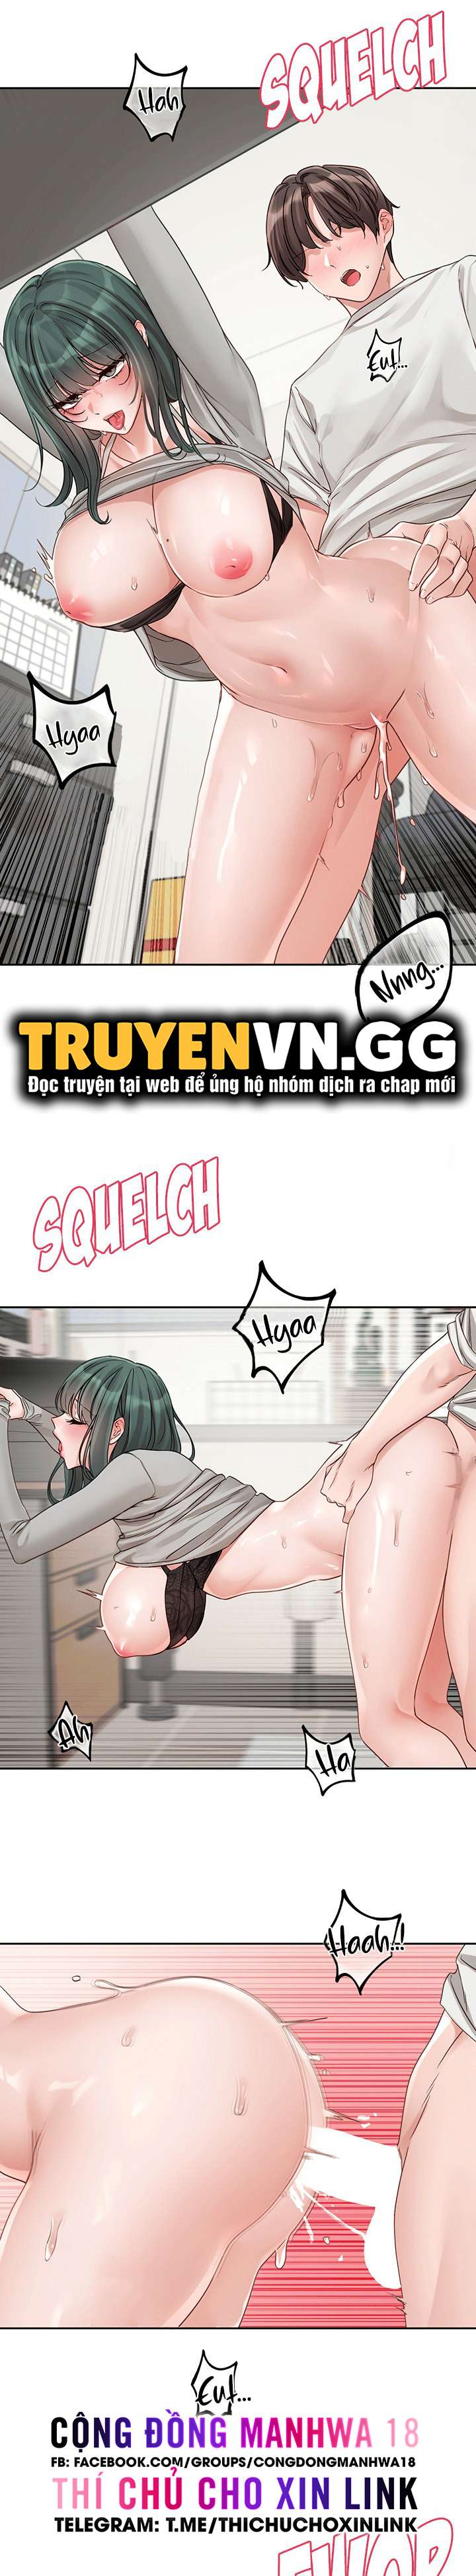 SQUELCH
Hah
Eut...
Hyaa
Nnng...
TRUYENVN.GG
Đọc truyện tại web để ủng hộ nhóm dịch ra chap mới
SQUELCH
Hyaa
Ah
Ha
Haah..!
Eut...
CỘNG ĐỒNG MANHWA 18
FB: FACEBOOK.COM/GROUPS/CONGDONGMANHWA18
THÍ CHỦ CHO XIN LINK
TELEGRAM: T.ME/THICHUCHOXINLINK